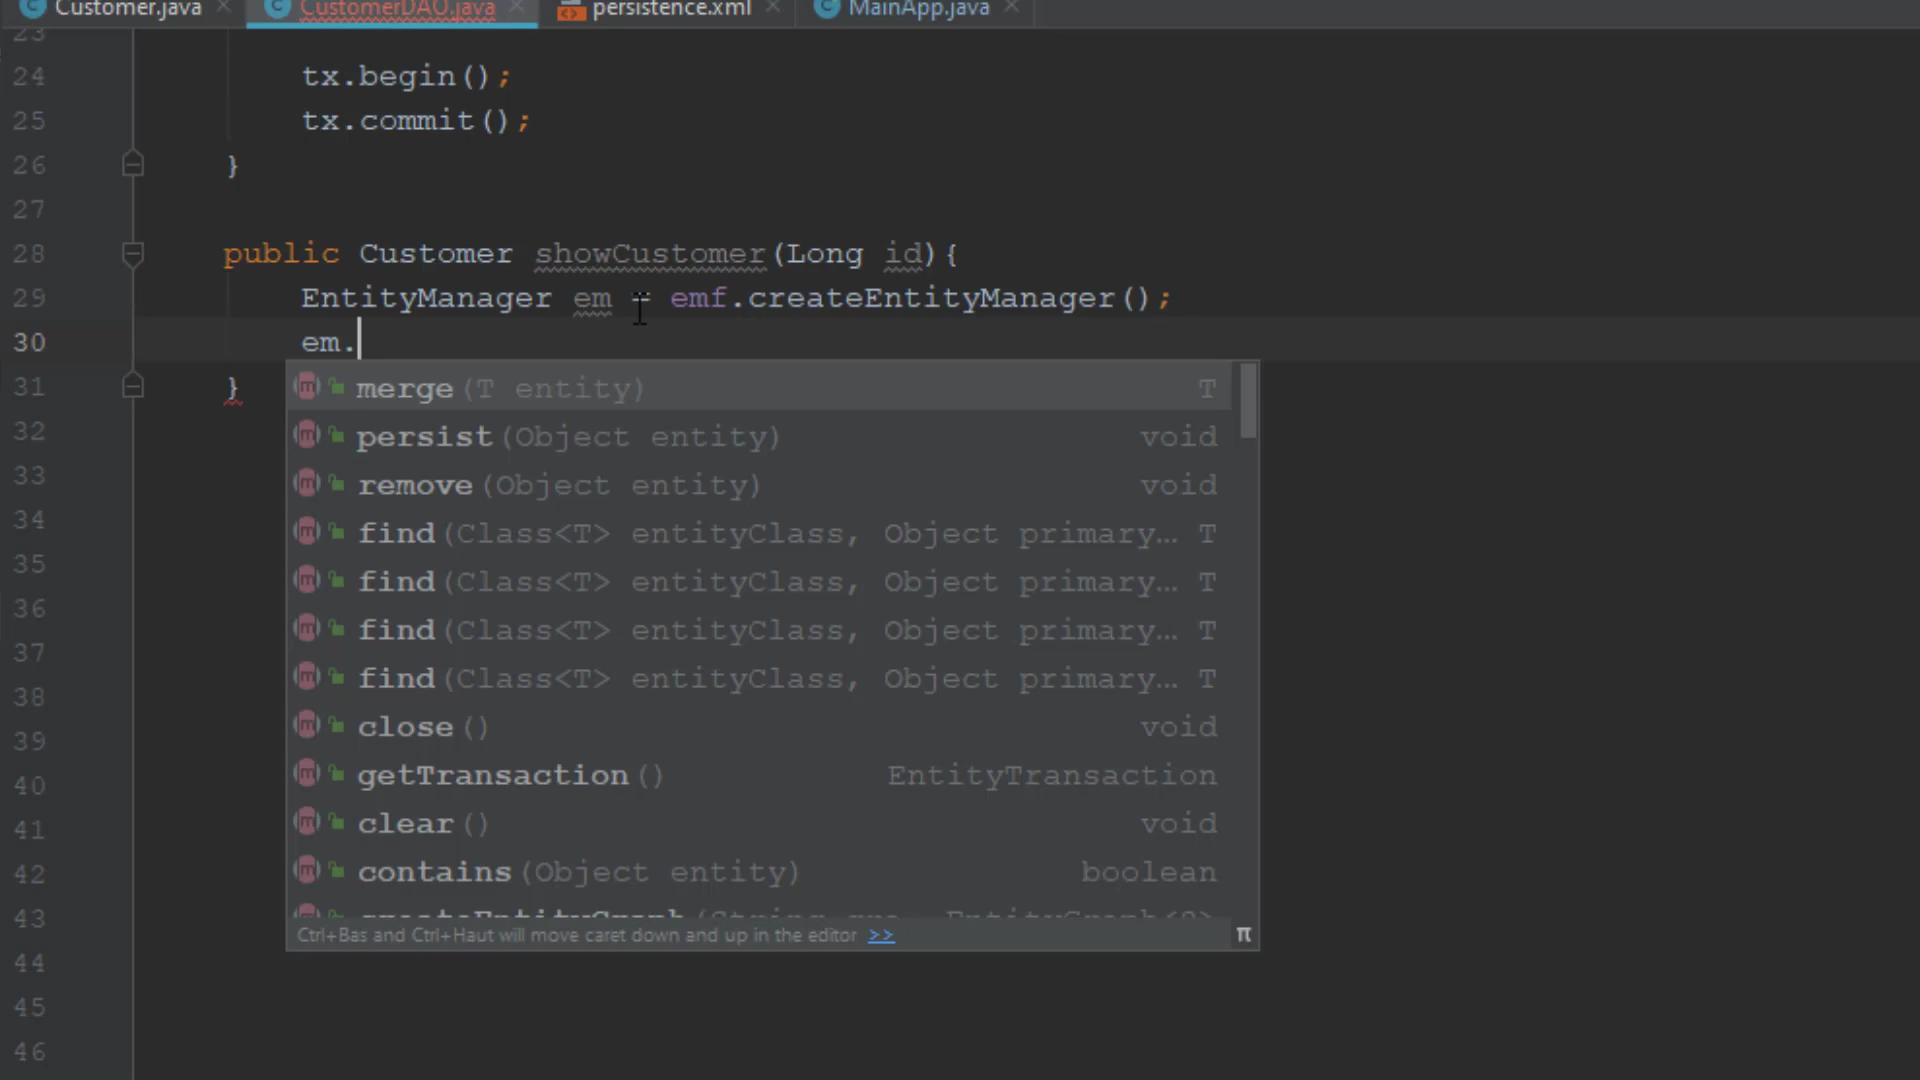 Customer.java CustomerDAO.java persistence.xml MainApp.java
23
24 tx.begin();
25 tx.commit();
26 }
27
28 public Customer showCustomer(Long id){
29 EntityManager em = emf.createEntityManager();
30 em.
31 }
merge(T entity) T
32 persist(Object entity) void
33 remove(Object entity) void
34 find(Class<T> entityClass, Object primary… T
35 find(Class<T> entityClass, Object primary… T
36 find(Class<T> entityClass, Object primary… T
37 find(Class<T> entityClass, Object primary… T
38 close() void
39 getTransaction() EntityTransaction
40 clear() void
41 contains(Object entity) boolean
42 createEntityGraph(String gra… EntityGraph<?>
43 Ctrl+Bas and Ctrl+Haut will move caret down and up in the editor >> π
44
45
46